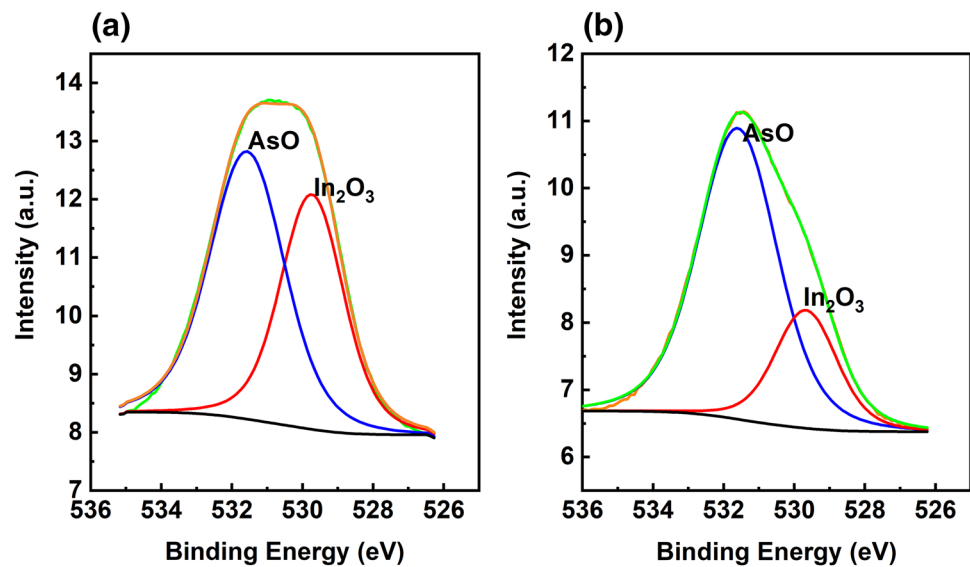 (a)
14
13
12
11
10
9
8
7
536
534
532
530
528
526
Intensity (a.u.)
Binding Energy (eV)
AsO
In₂O₃
(b)
12
11
10
9
8
7
6
5
536
534
532
530
528
526
Intensity (a.u.)
Binding Energy (eV)
AsO
In₂O₃